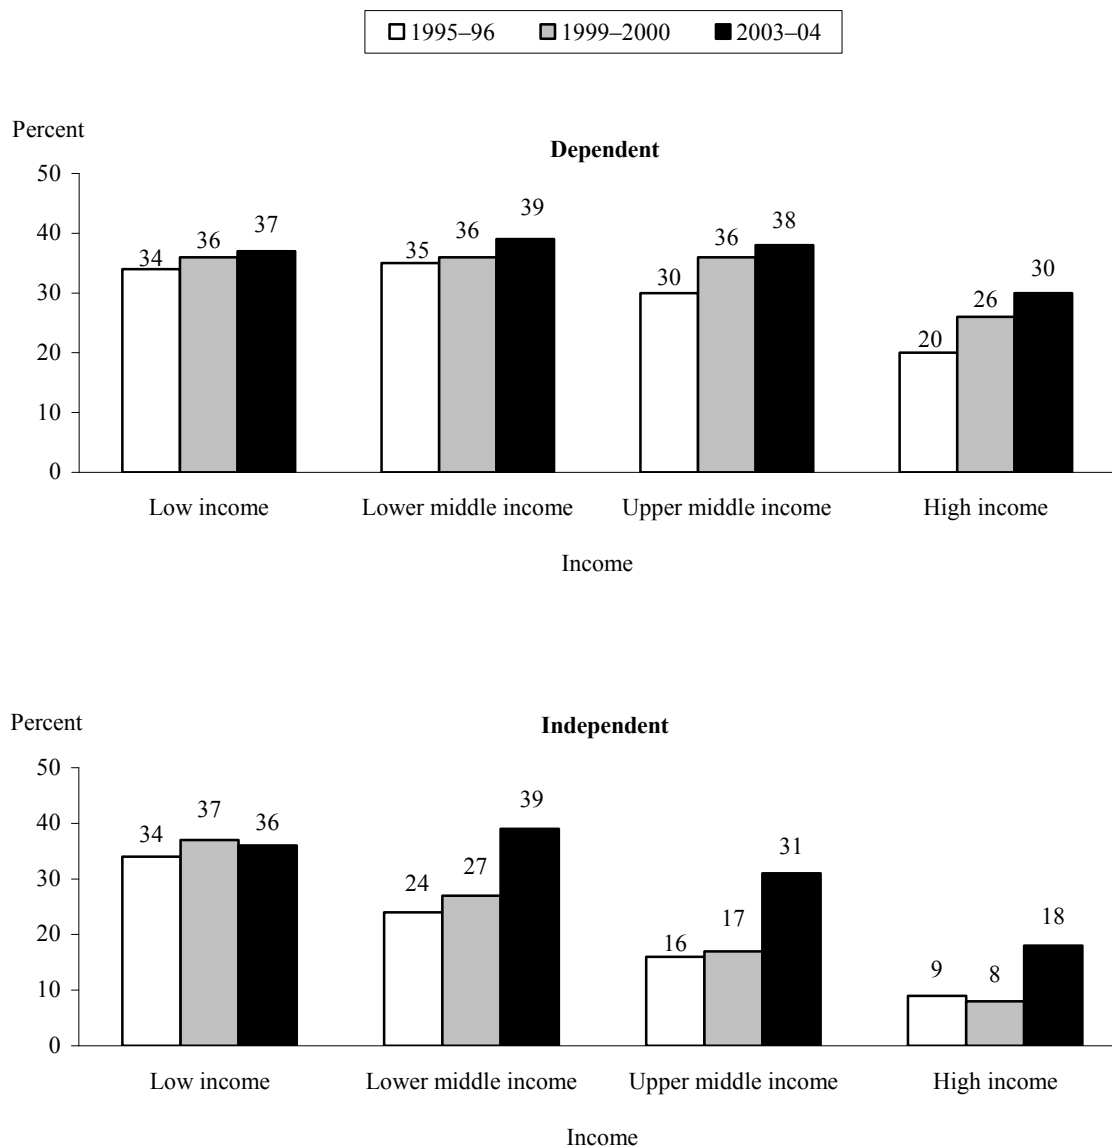 1995–96 1999–2000 2003–04
Percent
Dependent
50
40
30
20
10
0
34 36 37
35 36 39
30 36 38
20 26 30
Low income Lower middle income Upper middle income High income
Income
Percent
Independent
50
40
30
20
10
0
34 37 36
24 27 39
16 17 31
9 8 18
Low income Lower middle income Upper middle income High income
Income